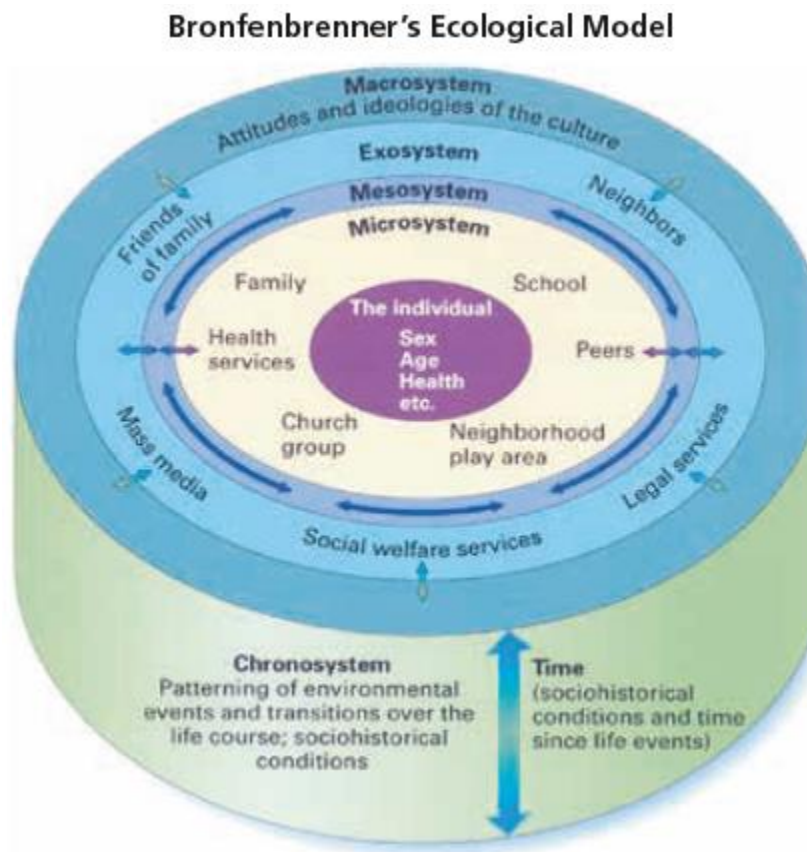 Bronfenbrenner's Ecological Model
Macrosystem
Attitudes and ideologies of the culture
Exosystem
Mesosystem
Microsystem
Friends
of family
Neighbors
Family
School
The individual
Sex
Age
Health
etc.
Health
services
Peers
Church
group
Neighborhood
play area
Mass media
Legal services
Social welfare services
Chronosystem
Patterning of environmental
events and transitions over the
life course; sociohistorical
conditions
Time
(sociohistorical
conditions and time
since life events)